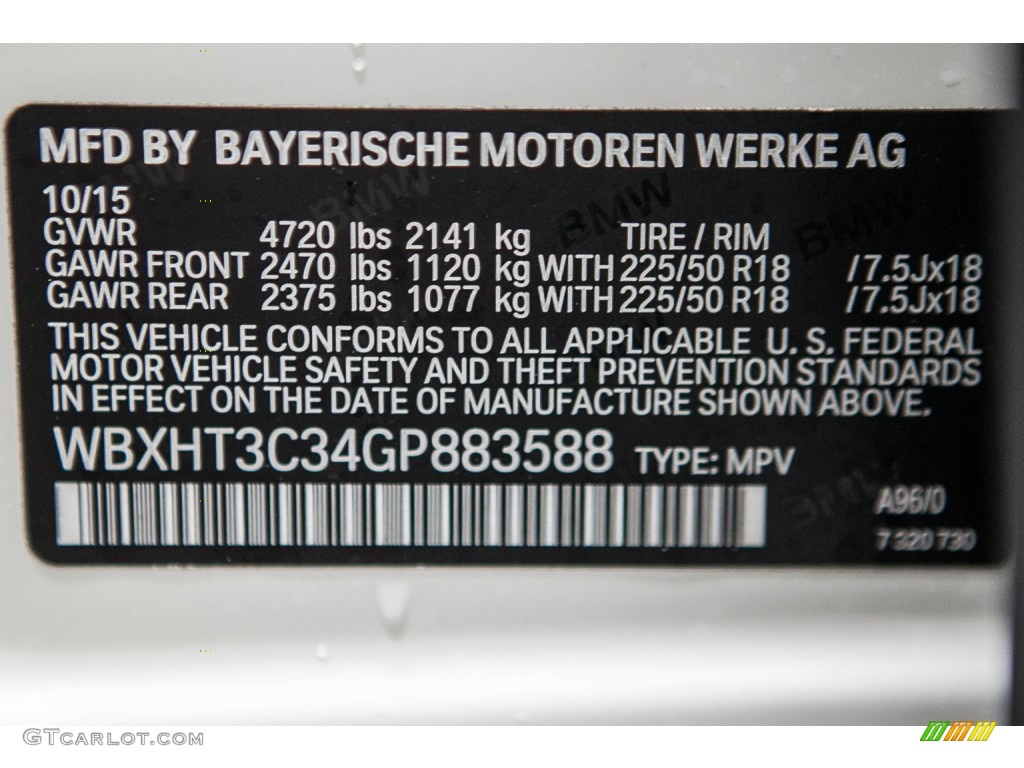 MFD BY BAYERISCHE MOTOREN WERKE AG
10/15
GVWR 4720 lbs 2141 kg TIRE / RIM
GAWR FRONT 2470 lbs 1120 kg WITH 225/50 R18 /7.5Jx18
GAWR REAR 2375 lbs 1077 kg WITH 225/50 R18 /7.5Jx18
THIS VEHICLE CONFORMS TO ALL APPLICABLE U. S. FEDERAL
MOTOR VEHICLE SAFETY AND THEFT PREVENTION STANDARDS
IN EFFECT ON THE DATE OF MANUFACTURE SHOWN ABOVE.
WBXHT3C34GP883588 TYPE: MPV
A96/0
7 320 730
GTCarLot.com